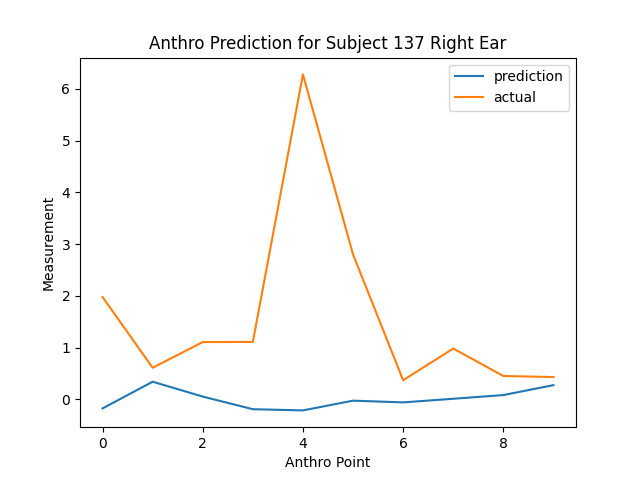 Anthro Prediction for Subject 137 Right Ear
prediction
actual
Measurement
6
5
4
3
2
1
0
0 2 4 6 8
Anthro Point